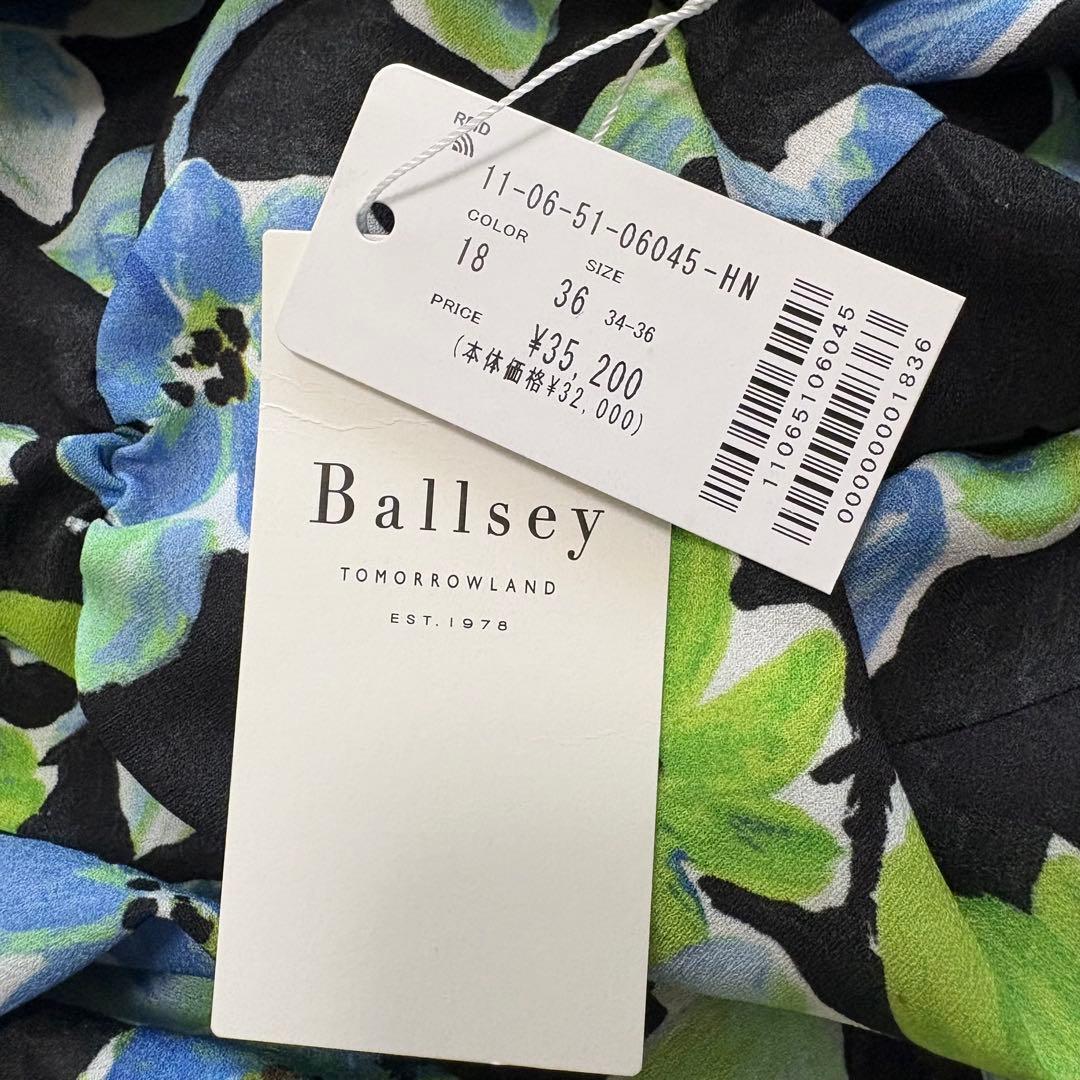 RFID
11-06-51-06045-HN
COLOR
18
SIZE
36 34-36
PRICE
¥35,200
(本体価格¥32,000)
11065106045
0000000001836
Ballsey
TOMORROWLAND
EST.1978